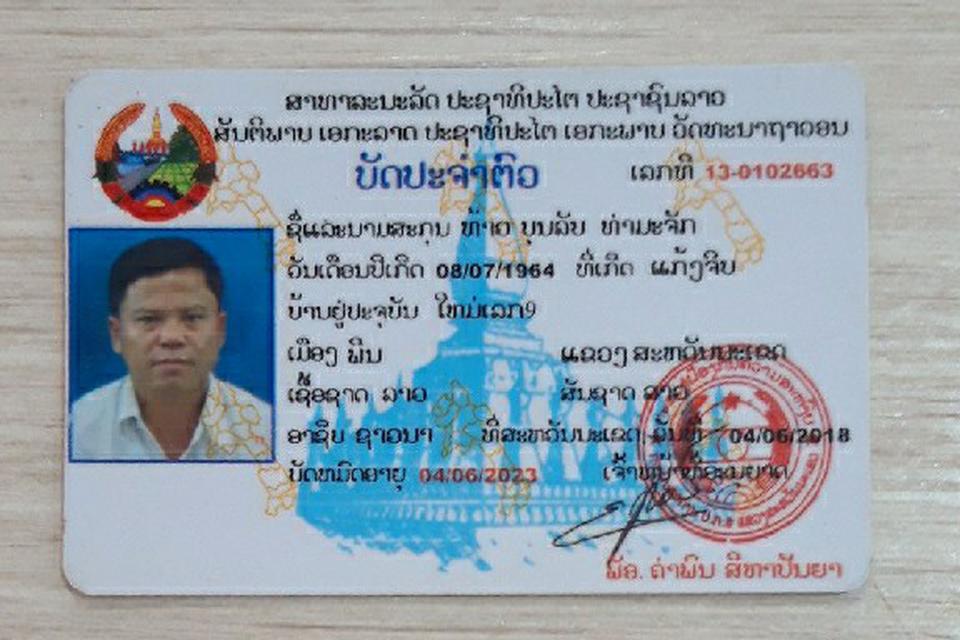 ສາທາລະນະລັດ ປະຊາທິປະໄຕ ປະຊາຊົນລາວ
ສັນຕິພາບ ເອກະລາດ ປະຊາທິປະໄຕ ເອກະພາບ ວັດທະນາຖາວອນ
ບັດປະຈຳຕົວ ເລກທີ 13-0102663
ຊື່ແລະນາມສະກຸນ ທ້າວ ບຸນລັບ ທຳມະຈັກ
ວັນເດືອນປີເກີດ 08/07/1964 ທີ່ເກີດ ແກ້ງຈີບ
ບ້ານຢູ່ປະຈຸບັນ ໃຫມ່ເລກ9
ເມືອງ ພິນ ແຂວງ ສະຫວັນນະເຂດ
ເຊື້ອຊາດ ລາວ ສັນຊາດ ລາວ
ອາຊີບ ຊາວນາ ທີ່ສະຫວັນນະເຂດ ວັນທີ 04/06/2018
ບັດຫມົດອາຍຸ 04/06/2023 ເຈົ້າຫນ້າທີ່ອະນຸຍາດ
ພັອ. ຄຳພັນ ສີຫາປັນຍາ